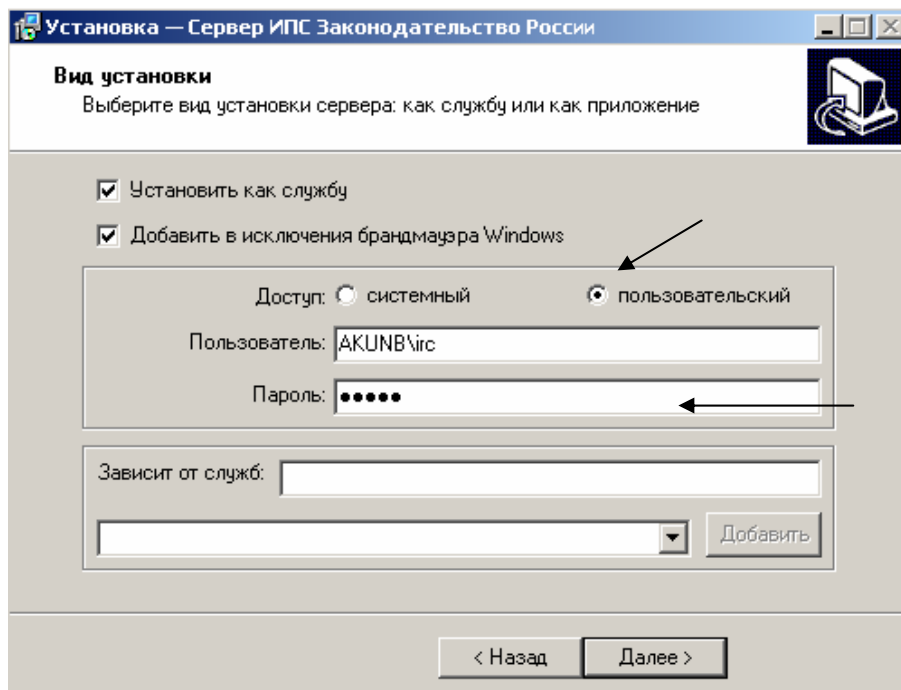 Установка — Сервер ИПС Законодательство России
Вид установки
Выберите вид установки сервера: как службу или как приложение
Установить как службу
Добавить в исключения брандмауэра Windows
Доступ: системный пользовательский
Пользователь: AKUNB\irc
Пароль: •••••
Зависит от служб:
Добавить
< Назад Далее >